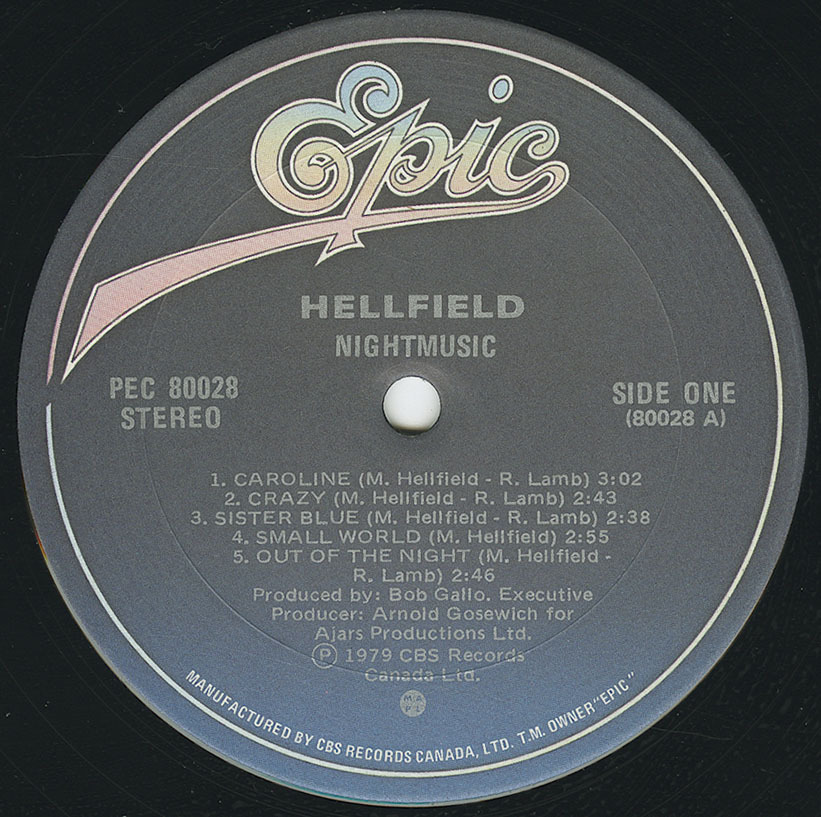 Epic
HELLFIELD
NIGHTMUSIC
PEC 80028
STEREO
SIDE ONE
(80028 A)
1. CAROLINE (M. Hellfield - R. Lamb) 3:02
2. CRAZY (M. Hellfield - R. Lamb) 2:43
3. SISTER BLUE (M. Hellfield - R. Lamb) 2:38
4. SMALL WORLD (M. Hellfield) 2:55
5. OUT OF THE NIGHT (M. Hellfield -
R. Lamb) 2:46
Produced by: Bob Gallo. Executive
Producer: Arnold Gosewich for
Ajars Productions Ltd.
Ⓟ 1979 CBS Records
Canada Ltd.
MAPL
MANUFACTURED BY CBS RECORDS CANADA, LTD. T.M. OWNER "EPIC"